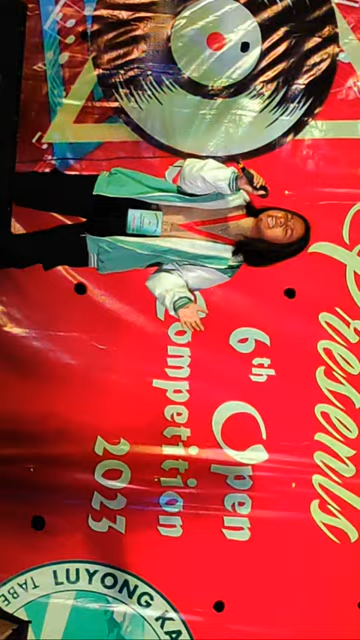 Presents
6th Open
Competition
2023
TABE LUYONG KA